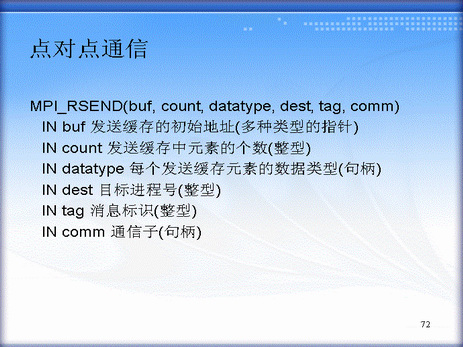 点对点通信
MPI_RSEND(buf, count, datatype, dest, tag, comm)
IN buf 发送缓存的初始地址(多种类型的指针)
IN count 发送缓存中元素的个数(整型)
IN datatype 每个发送缓存元素的数据类型(句柄)
IN dest 目标进程号(整型)
IN tag 消息标识(整型)
IN comm 通信子(句柄)
72